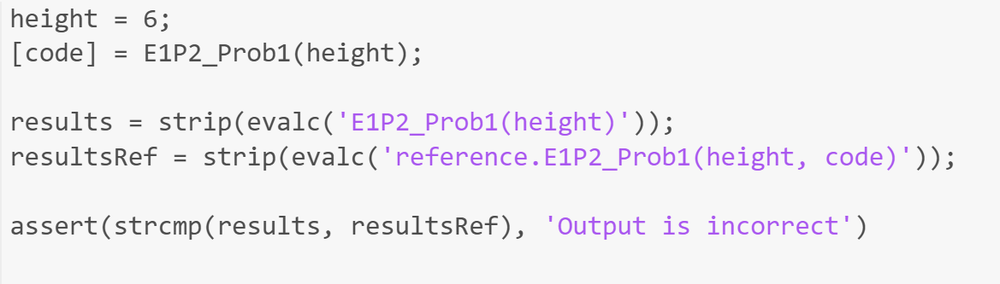 height = 6;
[code] = E1P2_Prob1(height);
results = strip(evalc('E1P2_Prob1(height)'));
resultsRef = strip(evalc('reference.E1P2_Prob1(height, code)'));
assert(strcmp(results, resultsRef), 'Output is incorrect')